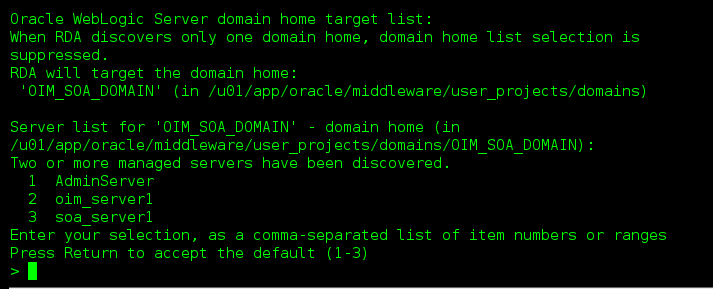 Oracle WebLogic Server domain home target list:
When RDA discovers only one domain home, domain home list selection is
suppressed.
RDA will target the domain home:
 'OIM_SOA_DOMAIN' (in /u01/app/oracle/middleware/user_projects/domains)

Server list for 'OIM_SOA_DOMAIN' - domain home (in
/u01/app/oracle/middleware/user_projects/domains/OIM_SOA_DOMAIN):
Two or more managed servers have been discovered.
  1  AdminServer
  2  oim_server1
  3  soa_server1
Enter your selection, as a comma-separated list of item numbers or ranges
Press Return to accept the default (1-3)
>